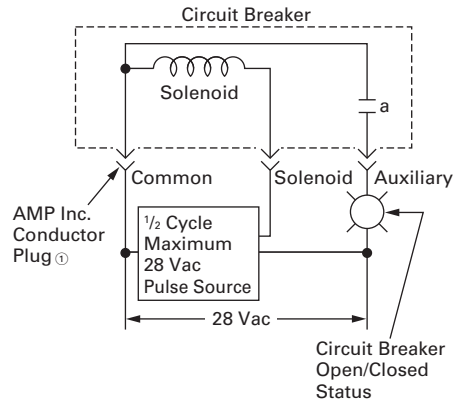 Circuit Breaker
Solenoid
a
Common
Solenoid
Auxiliary
AMP Inc.
Conductor
Plug ①
½ Cycle
Maximum
28 Vac
Pulse Source
28 Vac
Circuit Breaker
Open/Closed
Status